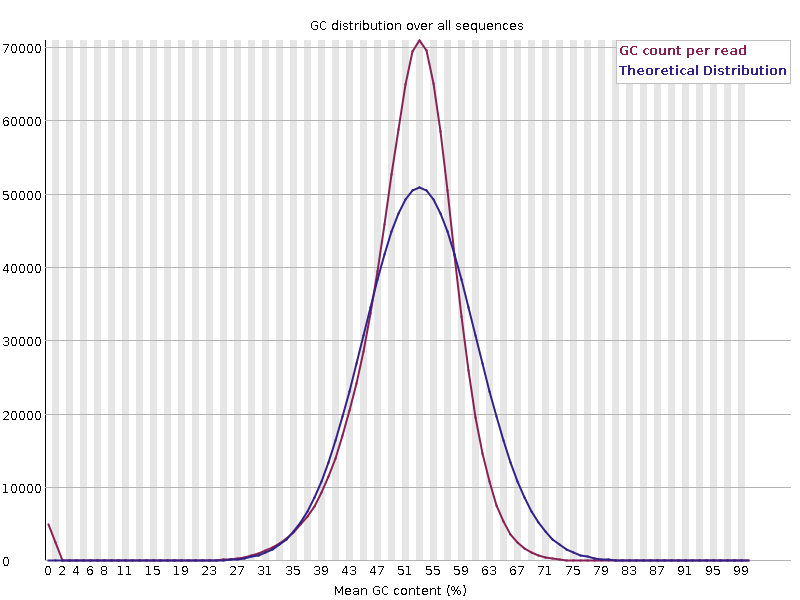 GC distribution over all sequences
GC count per read
Theoretical Distribution
70000
60000
50000
40000
30000
20000
10000
0
0 2 4 6 8 11 15 19 23 27 31 35 39 43 47 51 55 59 63 67 71 75 79 83 87 91 95 99
Mean GC content (%)